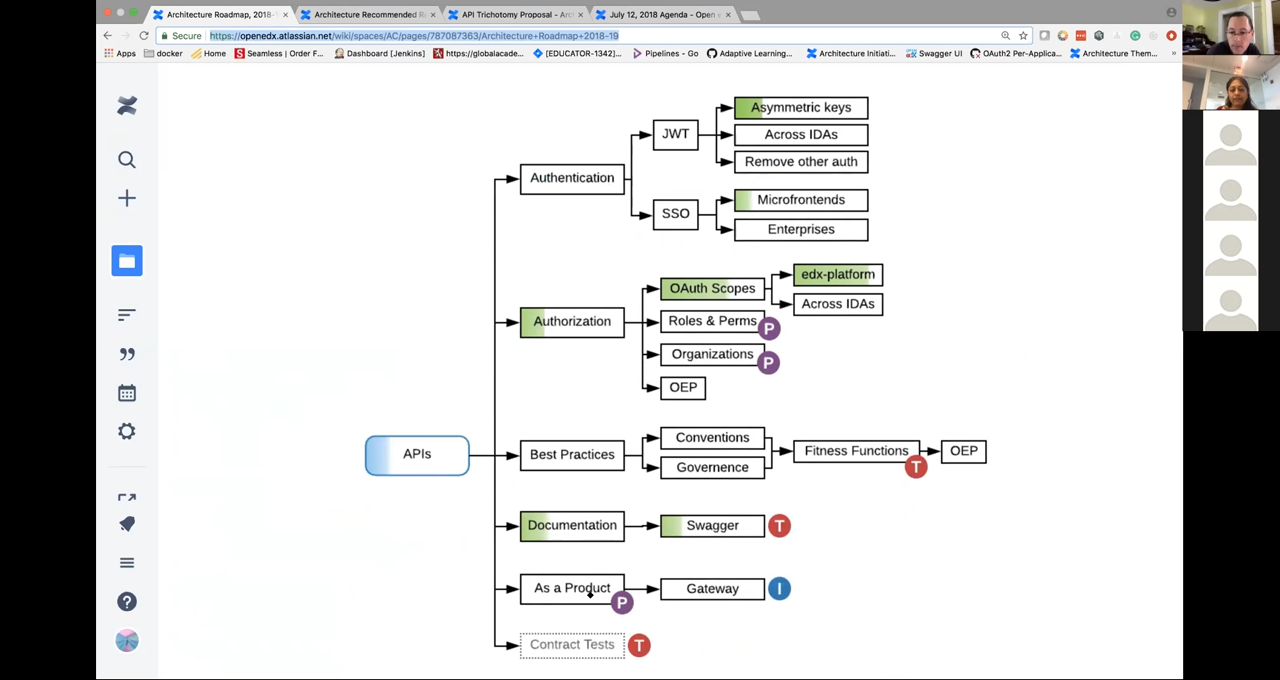 Architecture Roadmap, 2018-
Architecture Recommended R
API Trichotomy Proposal - Arc
July 12, 2018 Agenda - Open e
Secure
https://openedx.atlassian.net/wiki/spaces/AC/pages/787087363/Architecture+Roadmap+2018-19
Apps
docker
Home
Seamless | Order F...
Dashboard [Jenkins]
https://globalacade...
[EDUCATOR-1342]...
Pipelines - Go
Adaptive Learning...
Architecture Initiati...
Swagger UI
OAuth2 Per-Applica...
Architecture Them...
»
Asymmetric keys
JWT
Across IDAs
Remove other auth
Authentication
SSO
Microfrontends
Enterprises
edx-platform
OAuth Scopes
Across IDAs
Authorization
Roles & Perms
P
Organizations
P
OEP
APIs
Best Practices
Conventions
Governence
Fitness Functions
T
OEP
Documentation
Swagger
T
As a Product
P
Gateway
I
Contract Tests
T